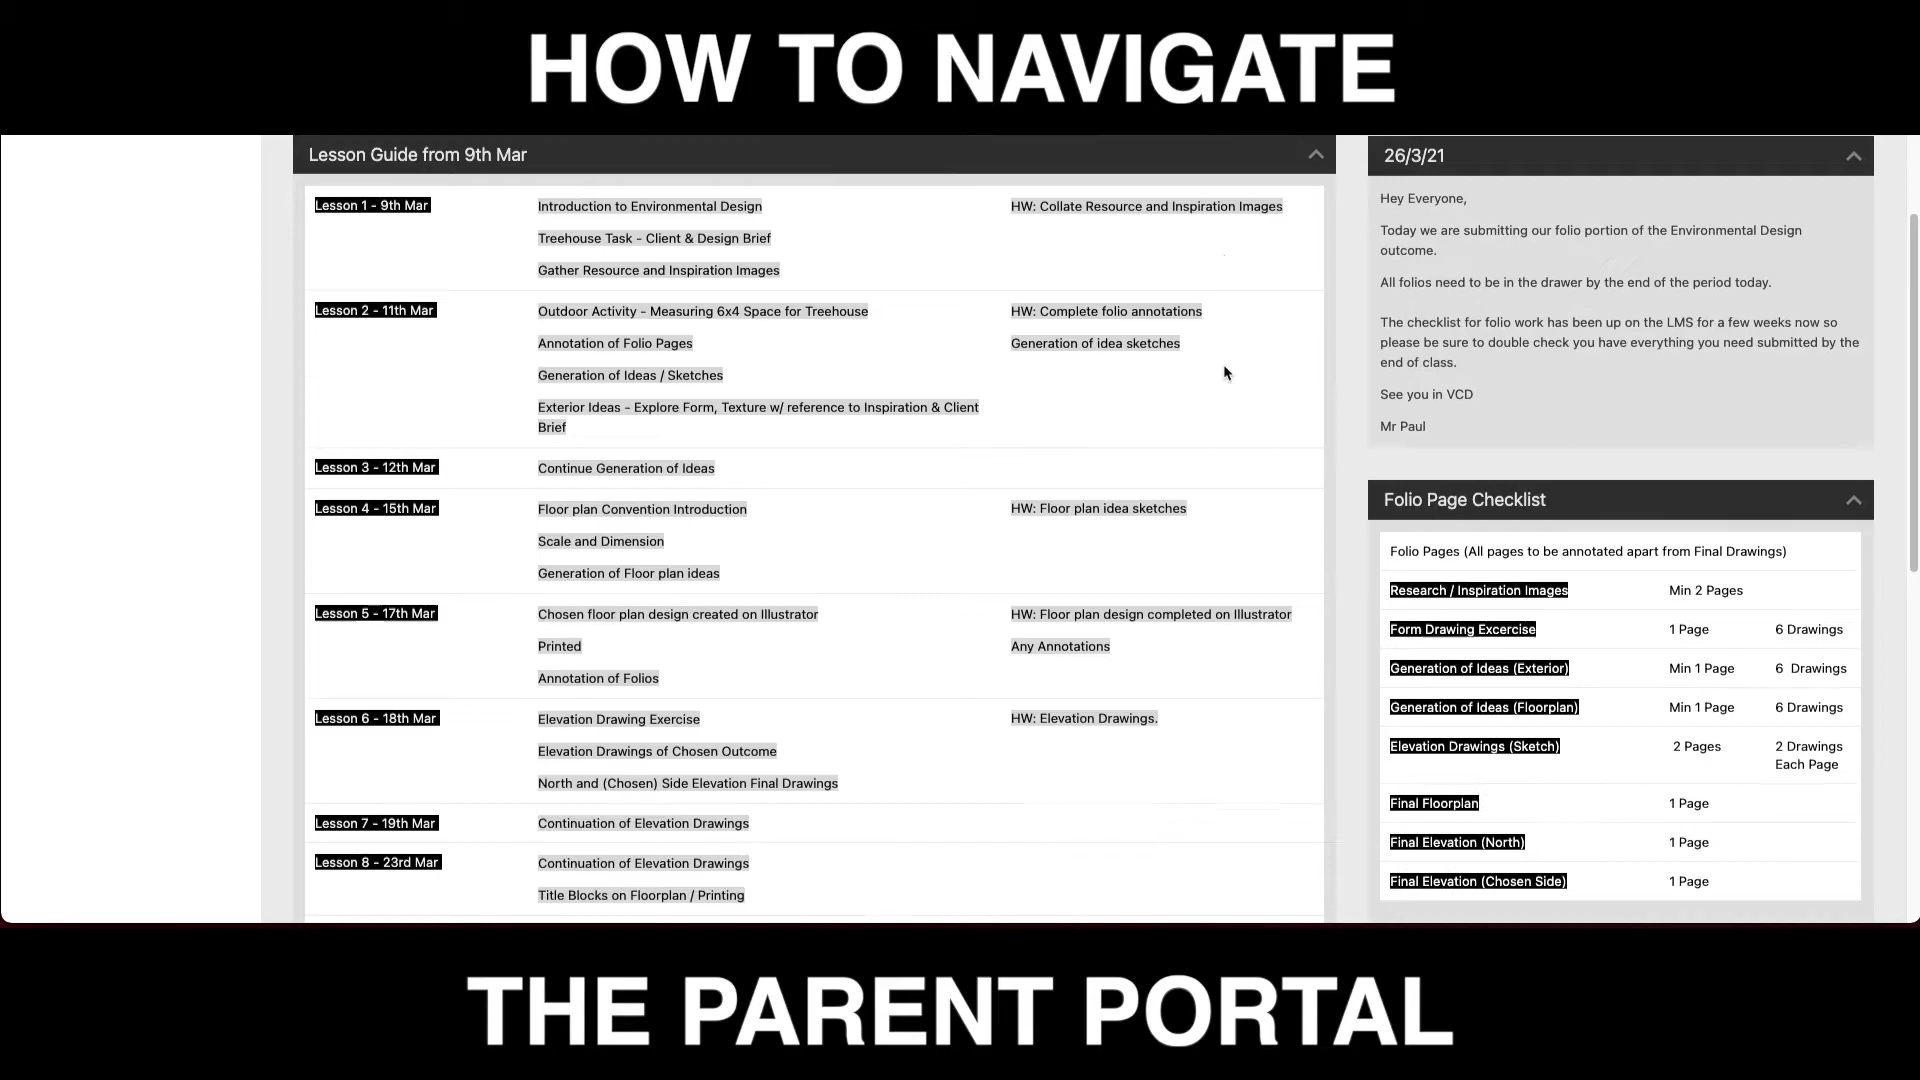 HOW TO NAVIGATE
Lesson Guide from 9th Mar
Lesson 1 - 9th Mar
Introduction to Environmental Design
HW: Collate Resource and Inspiration Images
Treehouse Task - Client & Design Brief
Gather Resource and Inspiration Images
Lesson 2 - 11th Mar
Outdoor Activity - Measuring 6x4 Space for Treehouse
HW: Complete folio annotations
Annotation of Folio Pages
Generation of idea sketches
Generation of Ideas / Sketches
Exterior Ideas - Explore Form, Texture w/ reference to Inspiration & Client
Brief
Lesson 3 - 12th Mar
Continue Generation of Ideas
Lesson 4 - 15th Mar
Floor plan Convention Introduction
HW: Floor plan idea sketches
Scale and Dimension
Generation of Floor plan ideas
Lesson 5 - 17th Mar
Chosen floor plan design created on Illustrator
HW: Floor plan design completed on Illustrator
Printed
Any Annotations
Annotation of Folios
Lesson 6 - 18th Mar
Elevation Drawing Exercise
HW: Elevation Drawings.
Elevation Drawings of Chosen Outcome
North and (Chosen) Side Elevation Final Drawings
Lesson 7 - 19th Mar
Continuation of Elevation Drawings
Lesson 8 - 23rd Mar
Continuation of Elevation Drawings
Title Blocks on Floorplan / Printing
26/3/21
Hey Everyone,
Today we are submitting our folio portion of the Environmental Design
outcome.
All folios need to be in the drawer by the end of the period today.
The checklist for folio work has been up on the LMS for a few weeks now so
please be sure to double check you have everything you need submitted by the
end of class.
See you in VCD
Mr Paul
Folio Page Checklist
Folio Pages (All pages to be annotated apart from Final Drawings)
Research / Inspiration Images
Min 2 Pages
Form Drawing Excercise
1 Page
6 Drawings
Generation of Ideas (Exterior)
Min 1 Page
6 Drawings
Generation of Ideas (Floorplan)
Min 1 Page
6 Drawings
Elevation Drawings (Sketch)
2 Pages
2 Drawings
Each Page
Final Floorplan
1 Page
Final Elevation (North)
1 Page
Final Elevation (Chosen Side)
1 Page
THE PARENT PORTAL